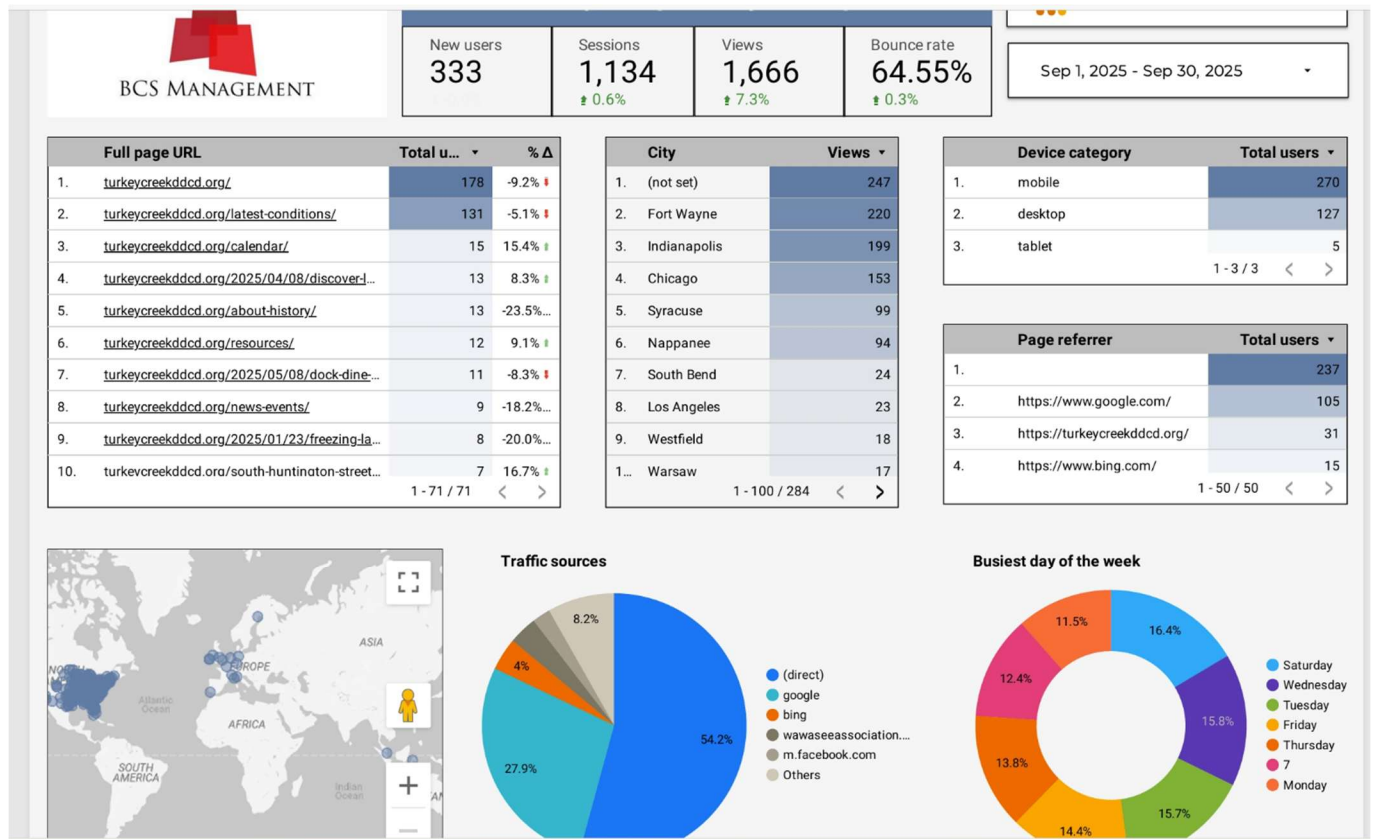 BCS MANAGEMENT
New users
333
Sessions
1,134
0.6%
Views
1,666
7.3%
Bounce rate
64.55%
0.3%
Sep 1, 2025 - Sep 30, 2025
Full page URL Total u... % Δ
1. turkeycreekddcd.org/ 178 -9.2%
2. turkeycreekddcd.org/latest-conditions/ 131 -5.1%
3. turkeycreekddcd.org/calendar/ 15 15.4%
4. turkeycreekddcd.org/2025/04/08/discover-l... 13 8.3%
5. turkeycreekddcd.org/about-history/ 13 -23.5%...
6. turkeycreekddcd.org/resources/ 12 9.1%
7. turkeycreekddcd.org/2025/05/08/dock-dine-... 11 -8.3%
8. turkeycreekddcd.org/news-events/ 9 -18.2%...
9. turkeycreekddcd.org/2025/01/23/freezing-la... 8 -20.0%...
10. turkeycreekddcd.org/south-huntington-street... 7 16.7%
1 - 71 / 71
City Views
1. (not set) 247
2. Fort Wayne 220
3. Indianapolis 199
4. Chicago 153
5. Syracuse 99
6. Nappanee 94
7. South Bend 24
8. Los Angeles 23
9. Westfield 18
1... Warsaw 17
1 - 100 / 284
Device category Total users
1. mobile 270
2. desktop 127
3. tablet 5
1 - 3 / 3
Page referrer Total users
1. 237
2. https://www.google.com/ 105
3. https://turkeycreekddcd.org/ 31
4. https://www.bing.com/ 15
1 - 50 / 50
ASIA
EUROPE
Atlantic
Ocean
AFRICA
SOUTH
AMERICA
Indian
Ocean
Traffic sources
8.2%
4%
27.9%
54.2%
(direct)
google
bing
wawaseeassociation....
m.facebook.com
Others
Busiest day of the week
11.5%
16.4%
12.4%
15.8%
13.8%
15.7%
14.4%
Saturday
Wednesday
Tuesday
Friday
Thursday
7
Monday